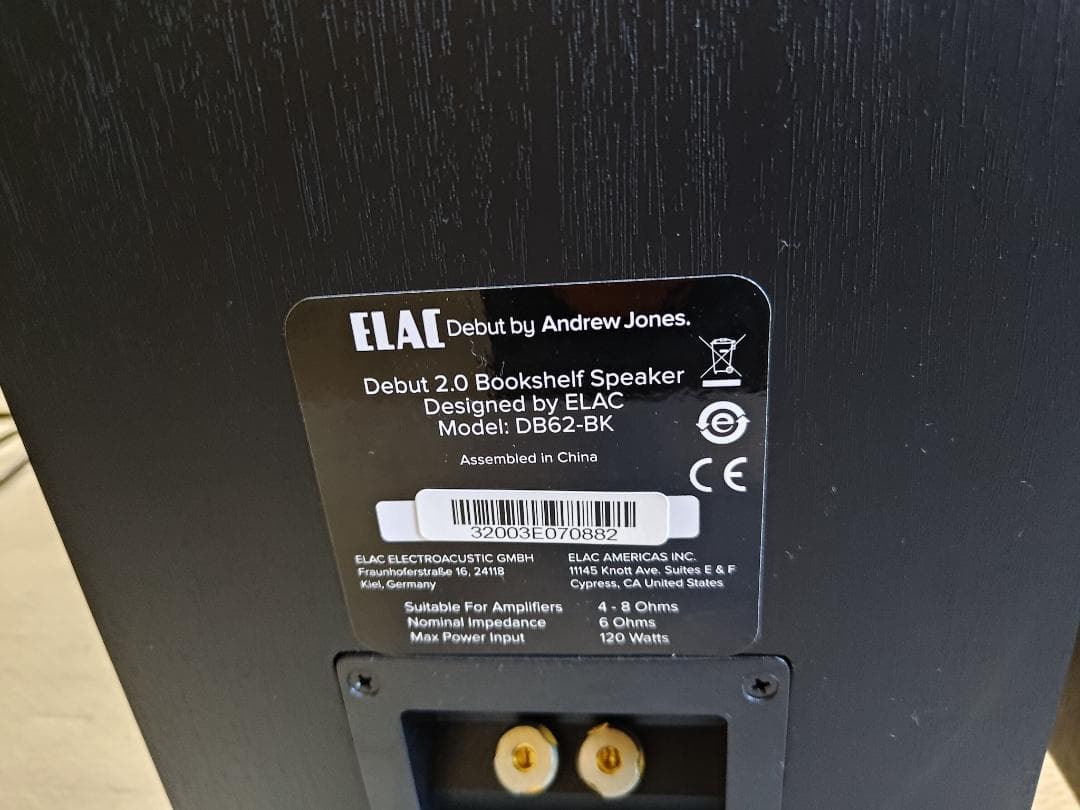 ELAC Debut by Andrew Jones.
Debut 2.0 Bookshelf Speaker
Designed by ELAC
Model: DB62-BK
Assembled in China
32003E070882
ELAC ELECTROACUSTIC GMBH
Fraunhoferstraße 16, 24118
Kiel, Germany
ELAC AMERICAS INC.
11145 Knott Ave. Suites E & F
Cypress, CA United States
Suitable For Amplifiers 4 - 8 Ohms
Nominal Impedance 6 Ohms
Max Power Input 120 Watts
e
CE